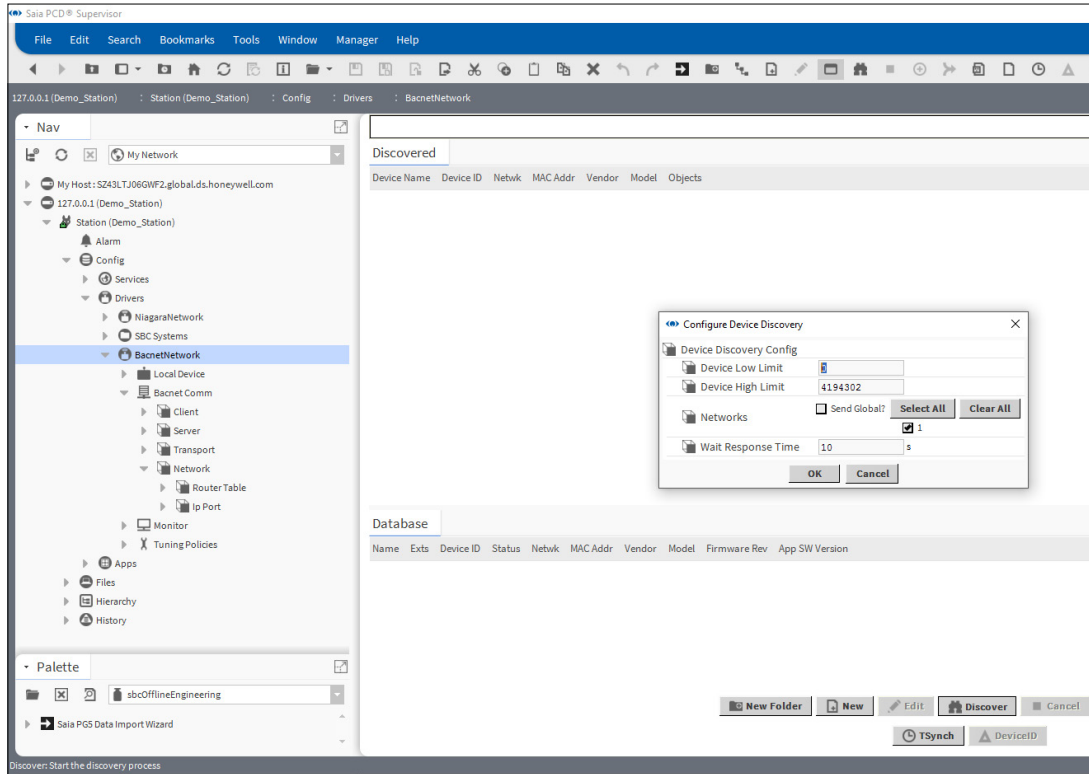 Saia PCD® Supervisor
File Edit Search Bookmarks Tools Window Manager Help
127.0.0.1 (Demo_Station) : Station (Demo_Station) : Config : Drivers : BacnetNetwork
Nav
My Network
My Host : SZ43LTJ06GWF2.global.ds.honeywell.com
127.0.0.1 (Demo_Station)
Station (Demo_Station)
Alarm
Config
Services
Drivers
NiagaraNetwork
SBC Systems
BacnetNetwork
Local Device
Bacnet Comm
Client
Server
Transport
Network
Router Table
Ip Port
Monitor
Tuning Policies
Apps
Files
Hierarchy
History
Palette
sbcOfflineEngineering
Saia PG5 Data Import Wizard
Discovered
Device Name Device ID Netwk MAC Addr Vendor Model Objects
Configure Device Discovery
Device Discovery Config
Device Low Limit 0
Device High Limit 4194302
Networks Send Global? Select All Clear All
1
Wait Response Time 10 s
OK Cancel
Database
Name Exts Device ID Status Netwk MAC Addr Vendor Model Firmware Rev App SW Version
New Folder New Edit Discover Cancel
TSynch DeviceID
Discover: Start the discovery process